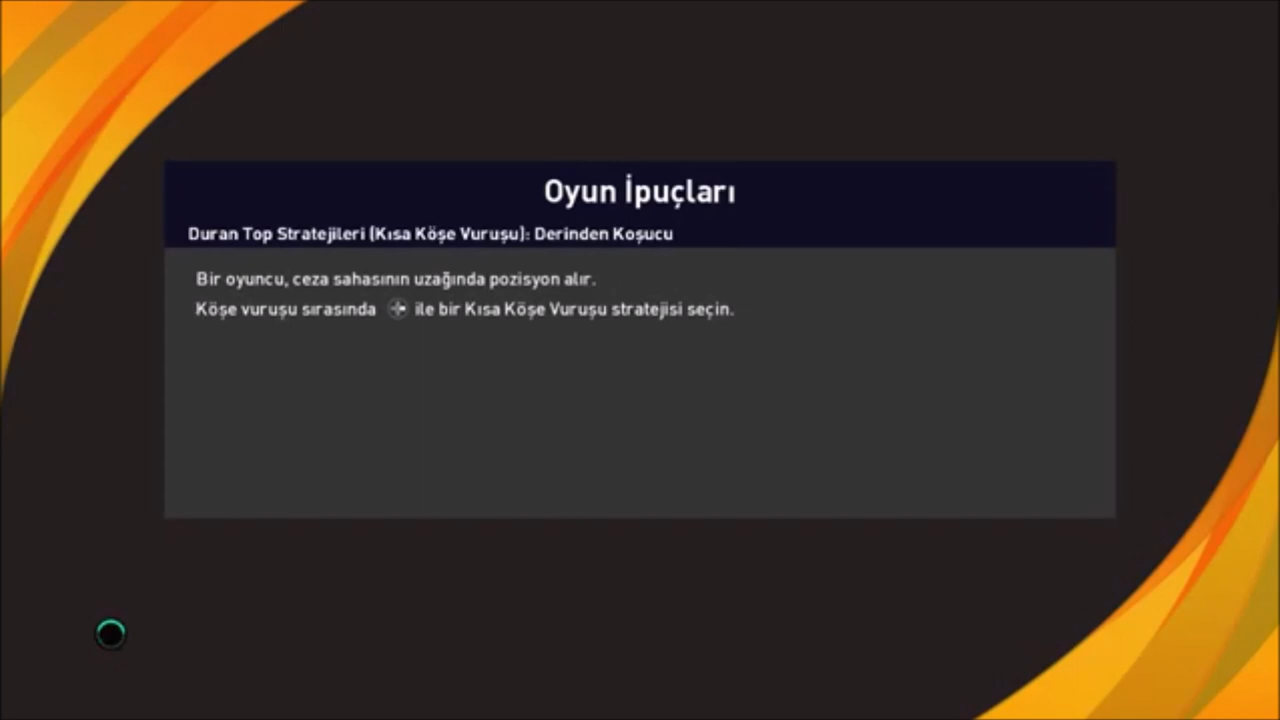 Oyun İpuçları
Duran Top Stratejileri (Kısa Köşe Vuruşu): Derinden Koşucu
Bir oyuncu, ceza sahasının uzağında pozisyon alır.
Köşe vuruşu sırasında ile bir Kısa Köşe Vuruşu stratejisi seçin.